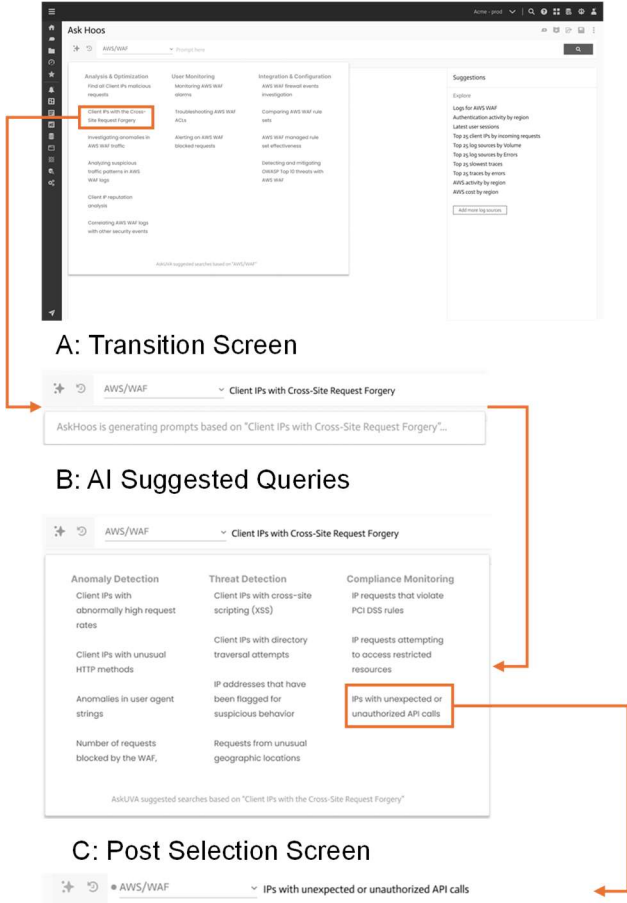 Acme - prod
Ask Hoos
AWS/WAF
Prompt here
Analysis & Optimization
Find all Client IPs malicious
requests
Client IPs with the Cross-
Site Request Forgery
Investigating anomalies in
AWS WAF traffic
Analyzing suspicious
traffic patterns in AWS
WAF logs
Client IP reputation
analysis
Correlating AWS WAF logs
with other security events
User Monitoring
Monitoring AWS WAF
alarms
Troubleshooting AWS WAF
ACLs
Alerting on AWS WAF
blocked requests
Integration & Configuration
AWS WAF firewall events
investigation
Comparing AWS WAF rule
sets
AWS WAF managed rule
set effectiveness
Detecting and mitigating
OWASP Top 10 threats with
AWS WAF
AskUVA suggested searches based on "AWS/WAF"
Suggestions
Explore
Logs for AWS WAF
Authentication activity by region
Latest user sessions
Top 25 client IPs by incoming requests
Top 25 log sources by Volume
Top 25 log sources by Errors
Top 25 slowest traces
Top 25 traces by errors
AWS activity by region
AWS cost by region
Add more log sources
A: Transition Screen
AWS/WAF
Client IPs with Cross-Site Request Forgery
AskHoos is generating prompts based on "Client IPs with Cross-Site Request Forgery"...
B: AI Suggested Queries
AWS/WAF
Client IPs with Cross-Site Request Forgery
Anomaly Detection
Client IPs with
abnormally high request
rates
Client IPs with unusual
HTTP methods
Anomalies in user agent
strings
Number of requests
blocked by the WAF,
Threat Detection
Client IPs with cross-site
scripting (XSS)
Client IPs with directory
traversal attempts
IP addresses that have
been flagged for
suspicious behavior
Requests from unusual
geographic locations
Compliance Monitoring
IP requests that violate
PCI DSS rules
IP requests attempting
to access restricted
resources
IPs with unexpected or
unauthorized API calls
AskUVA suggested searches based on "Client IPs with the Cross-Site Request Forgery"
C: Post Selection Screen
AWS/WAF
IPs with unexpected or unauthorized API calls